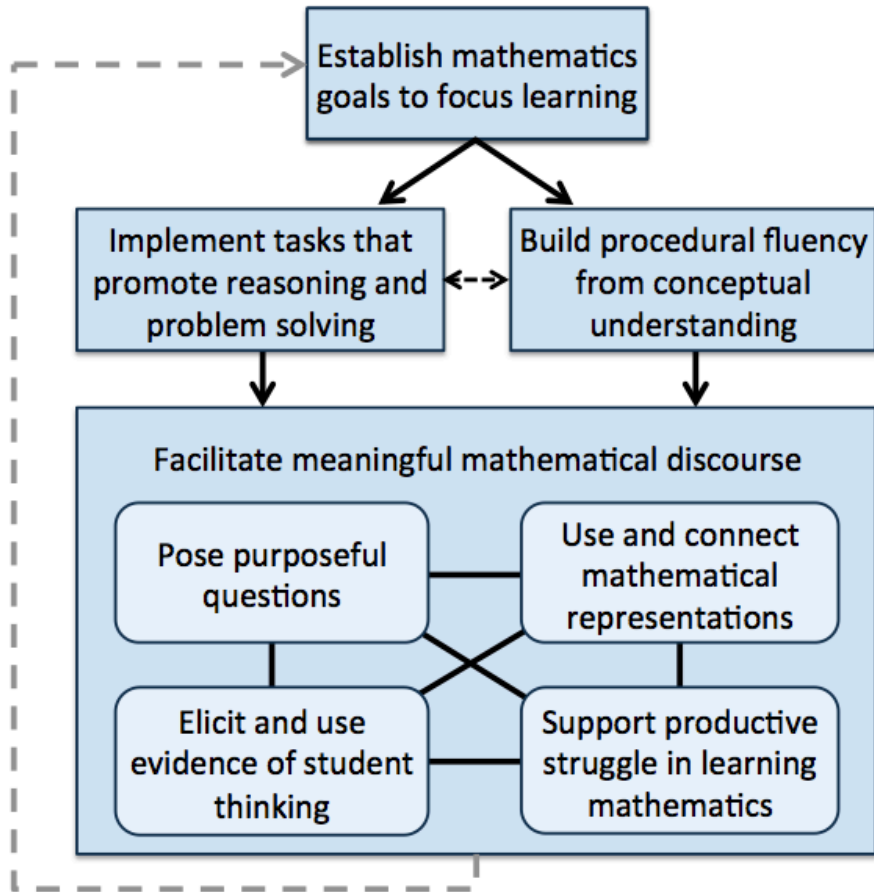 Establish mathematics
goals to focus learning
Implement tasks that
promote reasoning and
problem solving
Build procedural fluency
from conceptual
understanding
Facilitate meaningful mathematical discourse
Pose purposeful
questions
Use and connect
mathematical
representations
Elicit and use
evidence of student
thinking
Support productive
struggle in learning
mathematics